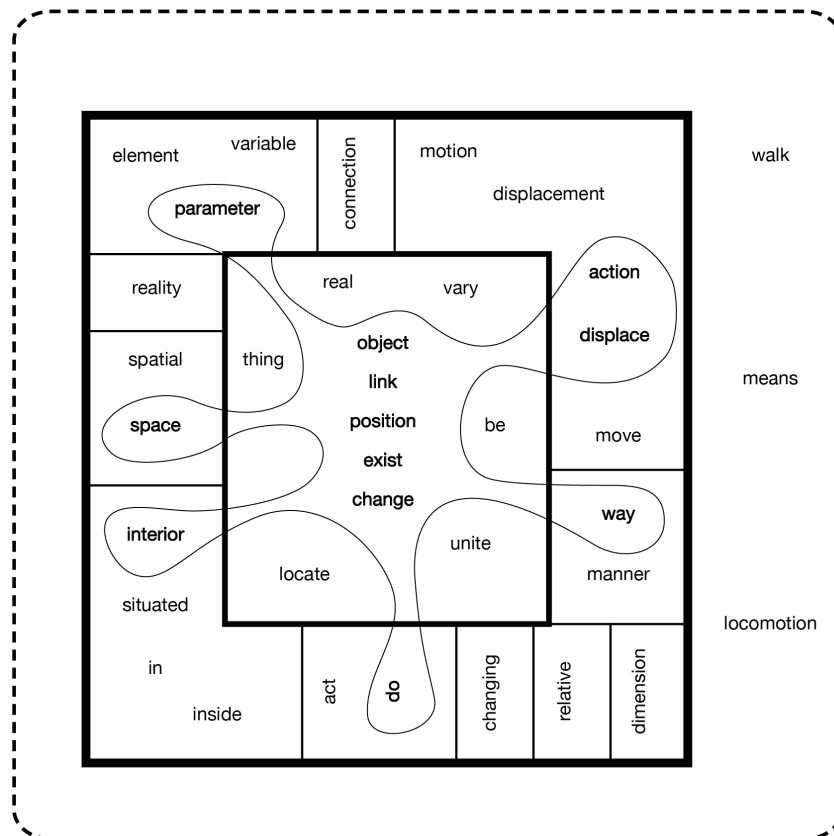 walk
variable
element
motion
connection
displacement
parameter
action
real
vary
reality
displace
object
spatial
thing
link
means
position
space
be
move
exist
change
way
interior
unite
locate
manner
situated
locomotion
in
act
do
changing
relative
dimension
inside